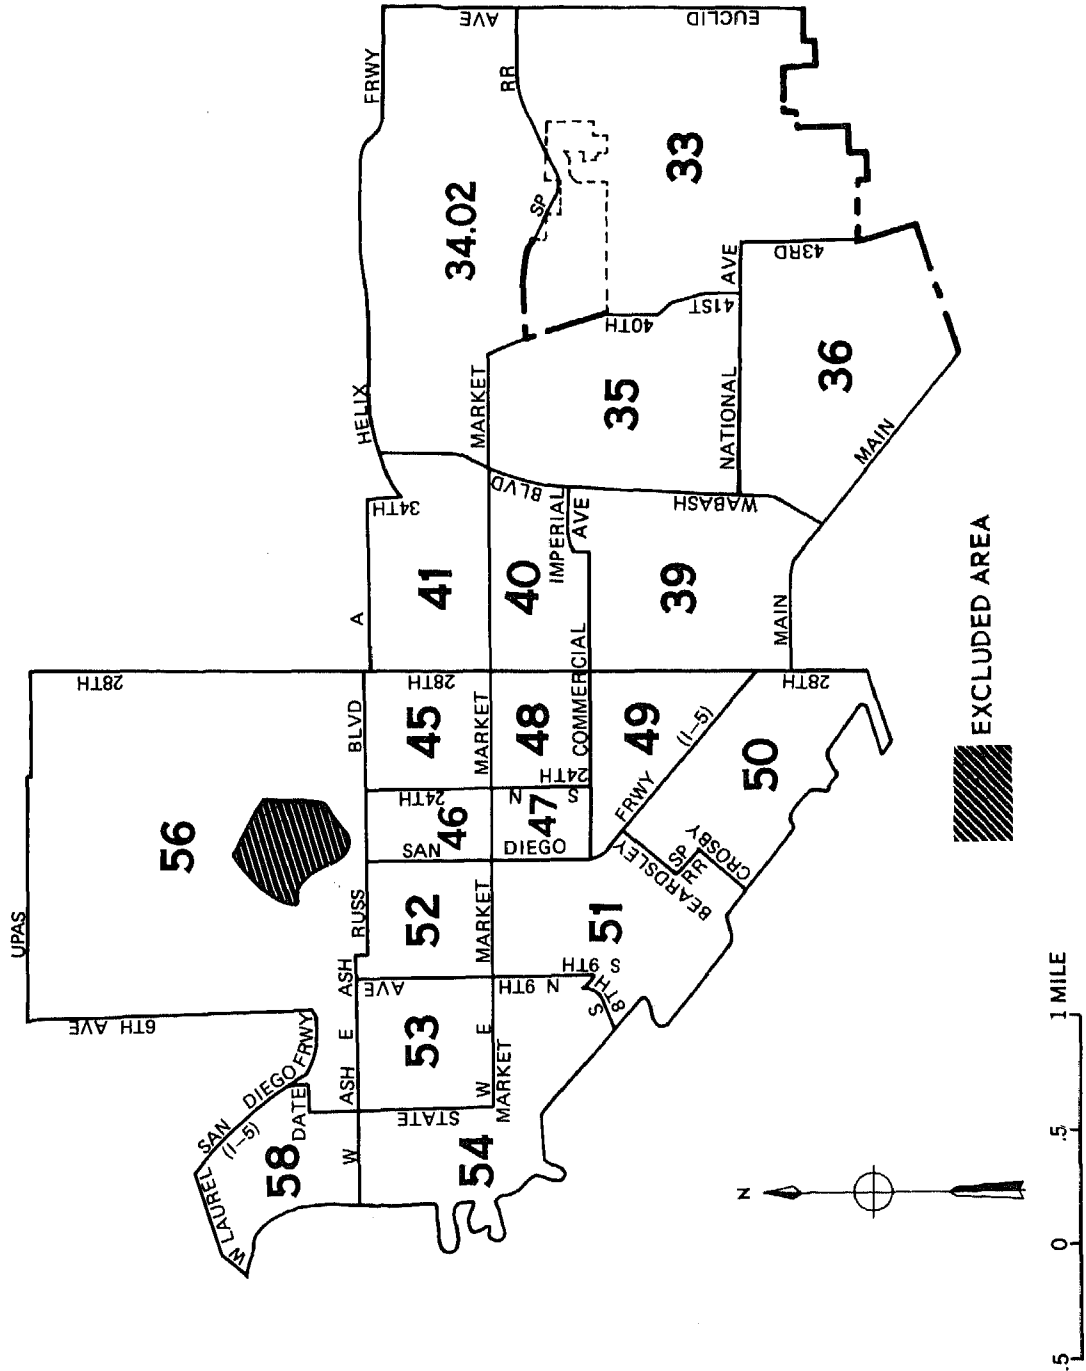 UPAS
6TH AVE
28TH
56
W LAUREL
SAN DIEGO FRWY
(I-5)
DATE
58
W ASH
E ASH
RUSS
BLVD
A
34TH
HELIX
FRWY
EUCLID AVE
STATE
53
AVE
52
SAN DIEGO
46
24TH
45
28TH
41
34.02
W MARKET
E MARKET
MARKET
MARKET
54
N 9TH
S 9TH
S 8TH
51
47
N
S 24TH
48
COMMERCIAL
40
IMPERIAL AVE
WABASH BLVD
35
40TH
41ST
SP RR
33
BEARDSLEY
SP RR
CROSBY
FRWY (I-5)
49
50
28TH
39
MAIN
NATIONAL AVE
43RD
36
MAIN
N
EXCLUDED AREA
.5 0 .5 1 MILE